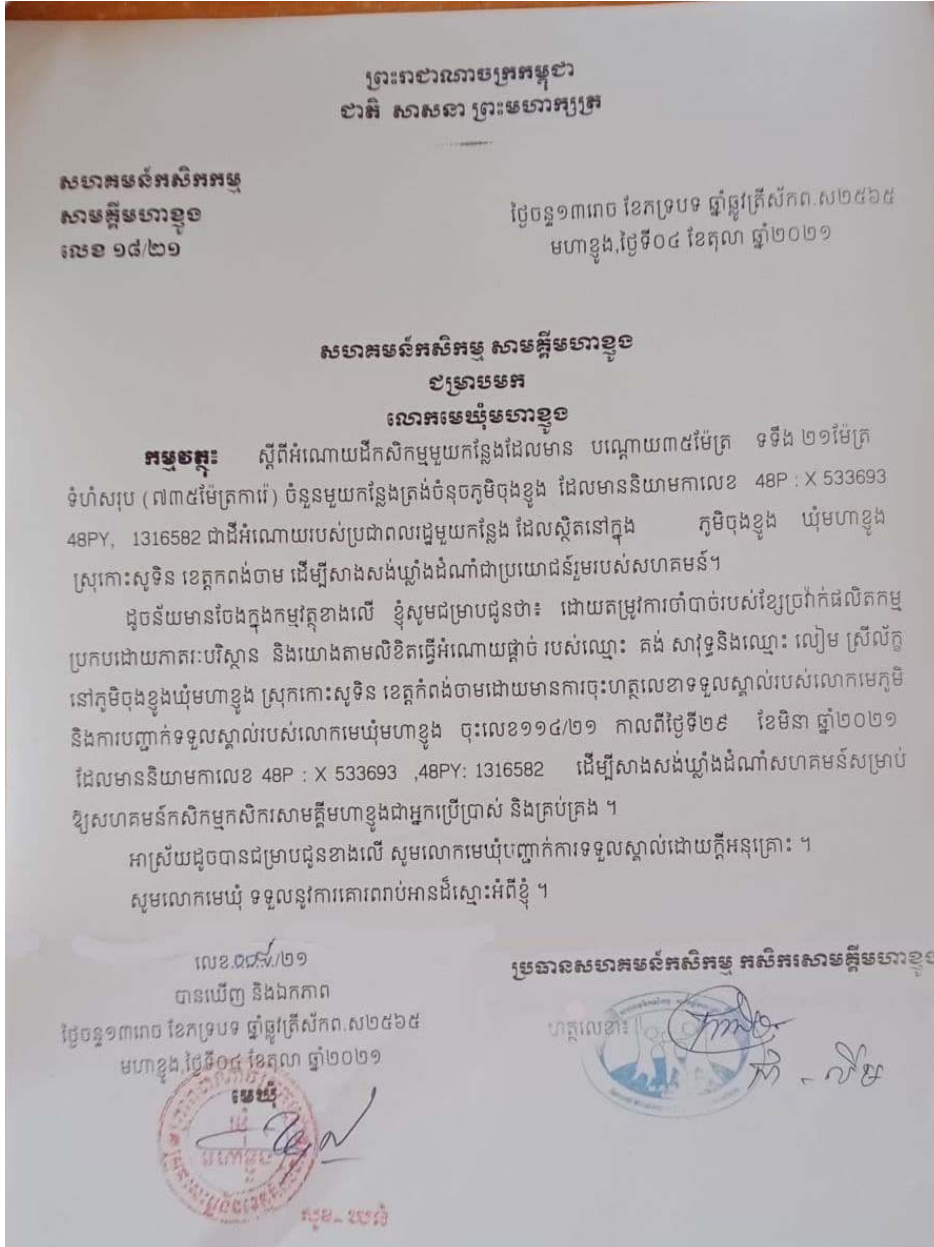 ព្រះរាជាណាចក្រកម្ពុជា
ជាតិ សាសនា ព្រះមហាក្សត្រ
សហគមន៍កសិកម្ម
សាមគ្គីមហាខ្ញូង
លេខ ១៨/២១
ថ្ងៃចន្ទ១៣រោច ខែភទ្របទ ឆ្នាំឆ្លូវត្រីស័កព.ស២៥៦៥
មហាខ្ញូង,ថ្ងៃទី០៤ ខែតុលា ឆ្នាំ២០២១
សហគមន៍កសិកម្ម សាមគ្គីមហាខ្ញូង
ជម្រាបមក
លោកមេឃុំមហាខ្ញូង
កម្មវត្ថុ៖ ស្តីពីអំណោយដីកសិកម្មមួយកន្លែងដែលមាន បណ្តោយ៣៥ម៉ែត្រ ទទឹង ២១ម៉ែត្រ
ទំហំសរុប (៧៣៥ម៉ែត្រការ៉េ) ចំនួនមួយកន្លែងត្រង់ចំនុចភូមិចុងខ្ញូង ដែលមាននិយាមកាលេខ 48P : X 533693
48PY, 1316582 ជាដីអំណោយរបស់ប្រជាពលរដ្ឋមួយកន្លែង ដែលស្ថិតនៅក្នុង ភូមិចុងខ្ញូង ឃុំមហាខ្ញូង
ស្រុកោះសូទិន ខេត្តកពង់ចាម ដើម្បីសាងសង់ឃ្លាំងដំណាំជាប្រយោជន៍រួមរបស់សហគមន៍។
ដូចន័យមានចែងក្នុងកម្មវត្ថុខាងលើ ខ្ញុំសូមជម្រាបជូនថា៖ ដោយតម្រូវការចាំបាច់របស់ខ្សែច្រវ៉ាក់ផលិតកម្ម
ប្រកបដោយភាតរៈបរិស្ថាន និងយោងតាមលិខិតធ្វើអំណោយផ្តាច់ របស់ឈ្មោះ គង់ សាវុទ្ធនិងឈ្មោះ លៀម ស្រីល័ក្ខ
នៅភូមិចុងខ្ញូងឃុំមហាខ្ញូង ស្រុកកោះសូទិន ខេត្តកំពង់ចាមដោយមានការចុះហត្ថលេខាទទួលស្គាល់របស់លោកមេភូមិ
និងការបញ្ជាក់ទទួលស្គាល់របស់លោកមេឃុំមហាខ្ញូង ចុះលេខ១១៤/២១ កាលពីថ្ងៃទី២៩ ខែមិនា ឆ្នាំ២០២១
ដែលមាននិយាមកាលេខ 48P : X 533693 ,48PY: 1316582 ដើម្បីសាងសង់ឃ្លាំងដំណាំសហគមន៍សម្រាប់
ឱ្យសហគមន៍កសិកម្មកសិករសាមគ្គីមហាខ្ញូងជាអ្នកប្រើប្រាស់ និងគ្រប់គ្រង ។
អាស្រ័យដូចបានជម្រាបជូនខាងលើ សូមលោកមេឃុំបញ្ជាក់ការទទួលស្គាល់ដោយក្តីអនុគ្រោះ ។
សូមលោកមេឃុំ ទទួលនូវការគោរពរាប់អានដ៏ស្មោះអំពីខ្ញុំ ។
លេខ /២១
បានឃើញ និងឯកភាព
ថ្ងៃចន្ទ១៣រោច ខែភទ្របទ ឆ្នាំឆ្លូវត្រីស័កព.ស២៥៦៥
មហាខ្ញូង,ថ្ងៃទី០៤ ខែតុលា ឆ្នាំ២០២១
មេឃុំ
ឃុំ
មហាខ្ញូង
ប្រធានសហគមន៍កសិកម្ម កសិករសាមគ្គីមហាខ្ញូង
ហត្ថលេខា៖